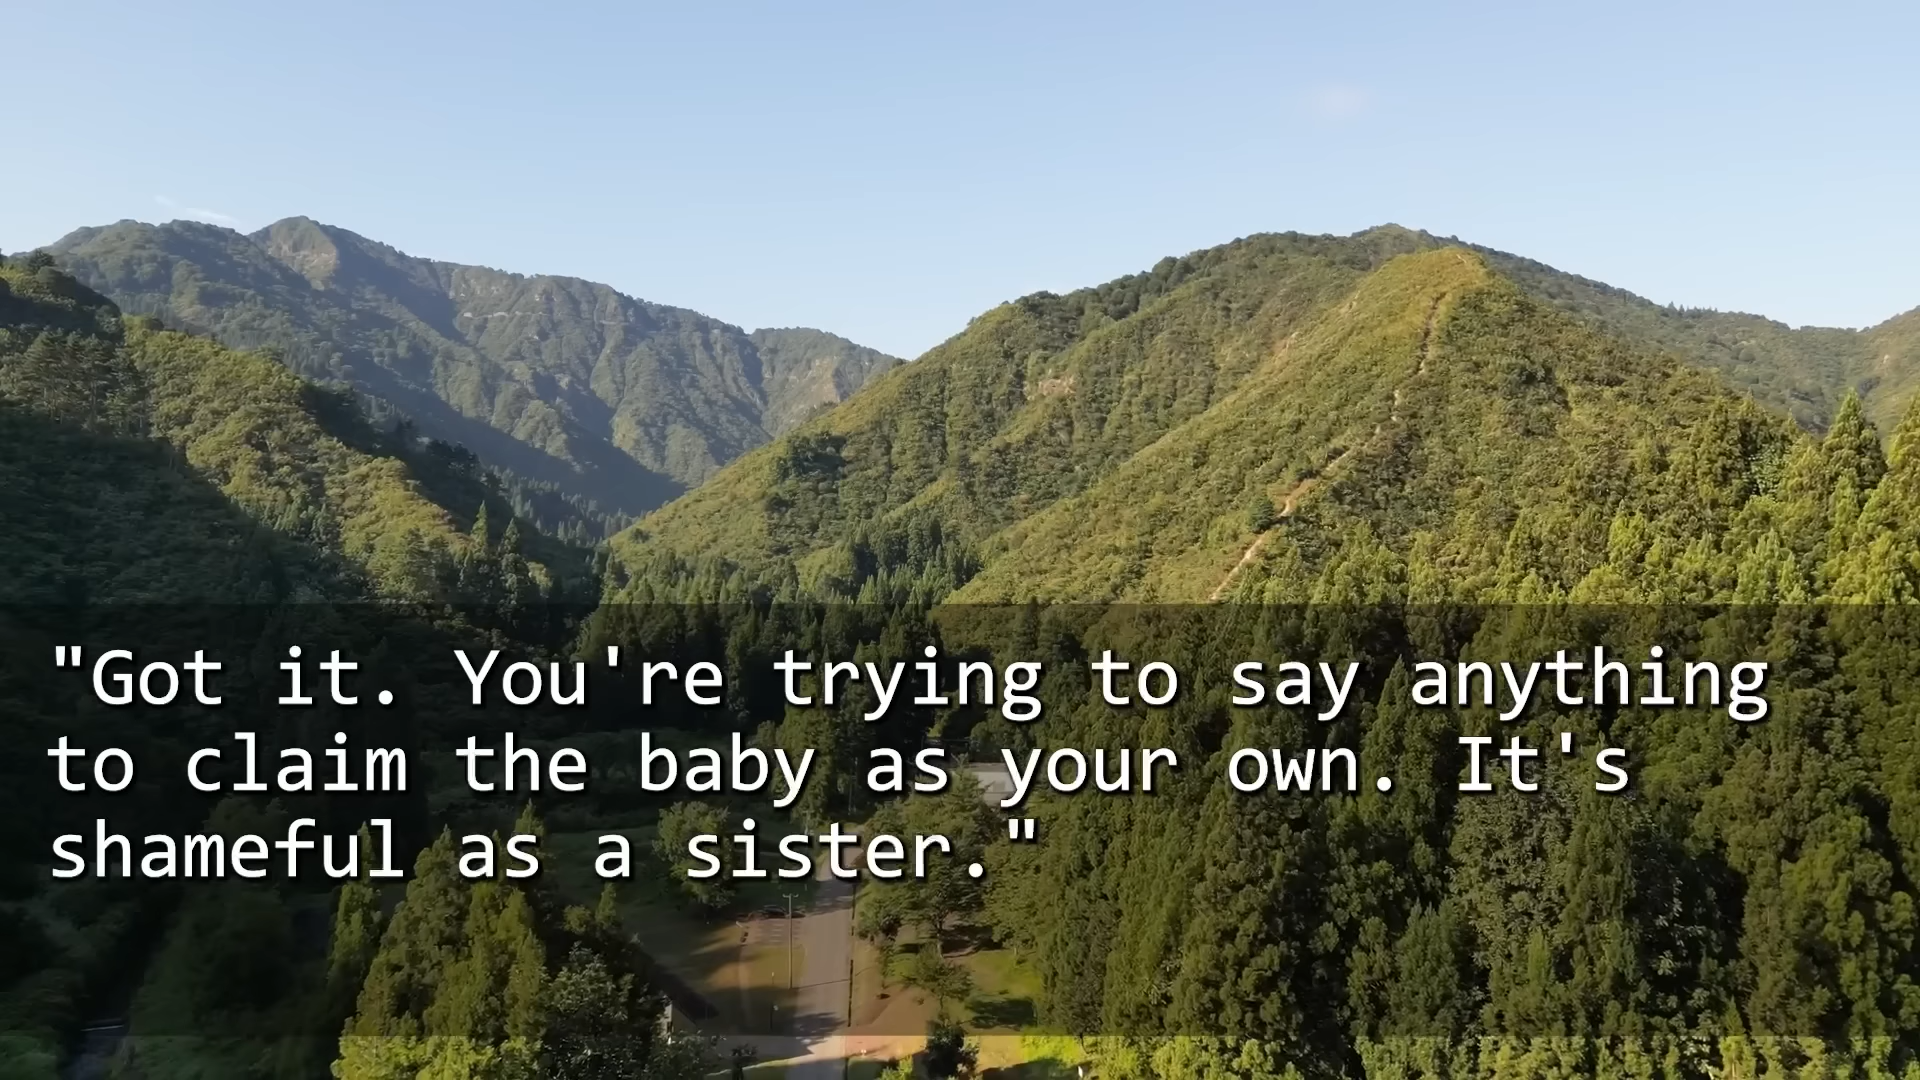 "Got it. You're trying to say anything
to claim the baby as your own. It's
shameful as a sister."